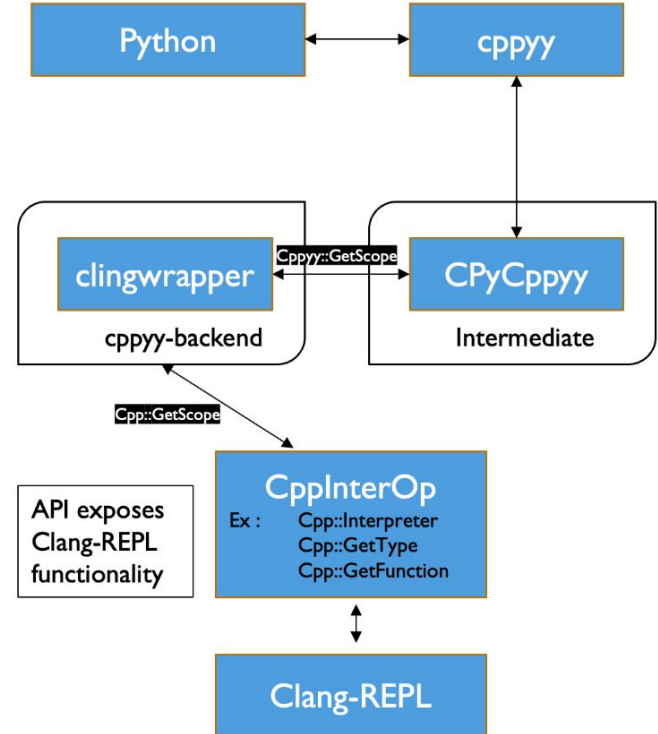 Python
cppyy
clingwrapper
Cppyy::GetScope
CPyCppyy
cppyy-backend
Intermediate
Cpp::GetScope
CppInterOp
Ex : Cpp::Interpreter
Cpp::GetType
Cpp::GetFunction
API exposes
Clang-REPL
functionality
Clang-REPL